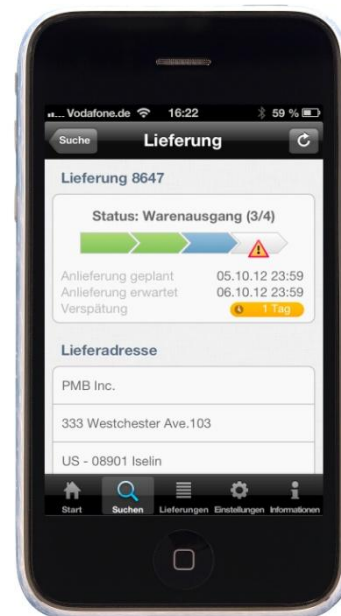 Vodafone.de 16:22 59 %
Suche Lieferung
Lieferung 8647
Status: Warenausgang (3/4)
Anlieferung geplant 05.10.12 23:59
Anlieferung erwartet 06.10.12 23:59
Verspätung 1 Tag
Lieferadresse
PMB Inc.
333 Westchester Ave.103
US - 08901 Iselin
Start Suchen Lieferungen Einstellungen Informationen